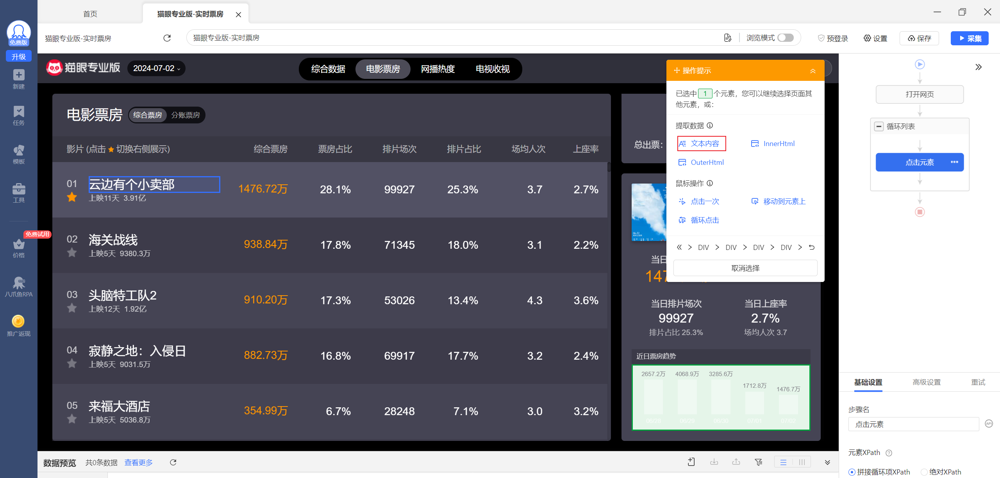 首页
猫眼专业版-实时票房
免费版
升级
新建
任务
模板
工具
免费试用
价格
RPA
八爪鱼RPA
推广返现
猫眼专业版-实时票房
猫眼专业版-实时票房
浏览模式
预登录
设置
保存
采集
猫眼专业版
2024-07-02
综合数据
电影票房
网播热度
电视收视
电影票房
综合票房
分账票房
影片 (点击 切换右侧展示)
综合票房
票房占比
排片场次
排片占比
场均人次
上座率
01
云边有个小卖部
上映11天 3.91亿
1476.72万
28.1%
99927
25.3%
3.7
2.7%
02
海关战线
上映5天 9380.3万
938.84万
17.8%
71345
18.0%
3.1
2.2%
03
头脑特工队2
上映12天 1.92亿
910.20万
17.3%
53026
13.4%
4.3
3.6%
04
寂静之地：入侵日
上映5天 9031.5万
882.73万
16.8%
69917
17.7%
3.2
2.4%
05
来福大酒店
上映5天 5036.8万
354.99万
6.7%
28248
7.1%
3.0
3.2%
总出票：
操作提示
已选中 1 个元素，您可以继续选择页面其
他元素，或：
提取数据
文本内容
InnerHtml
OuterHtml
鼠标操作
点击一次
移动到元素上
循环点击
DIV
DIV
DIV
DIV
取消选择
当日
147
当日排片场次
99927
排片占比 25.3%
当日上座率
2.7%
场均人次 3.7
近日票房趋势
2657.2万
4068.9万
3285.6万
1712.8万
1476.7万
06/28
06/29
06/30
07/01
07/02
打开网页
循环列表
点击元素
基础设置
高级设置
重试
步骤名
点击元素
API
元素XPath
拼接循环项XPath
绝对XPath
数据预览
共0条数据
查看更多